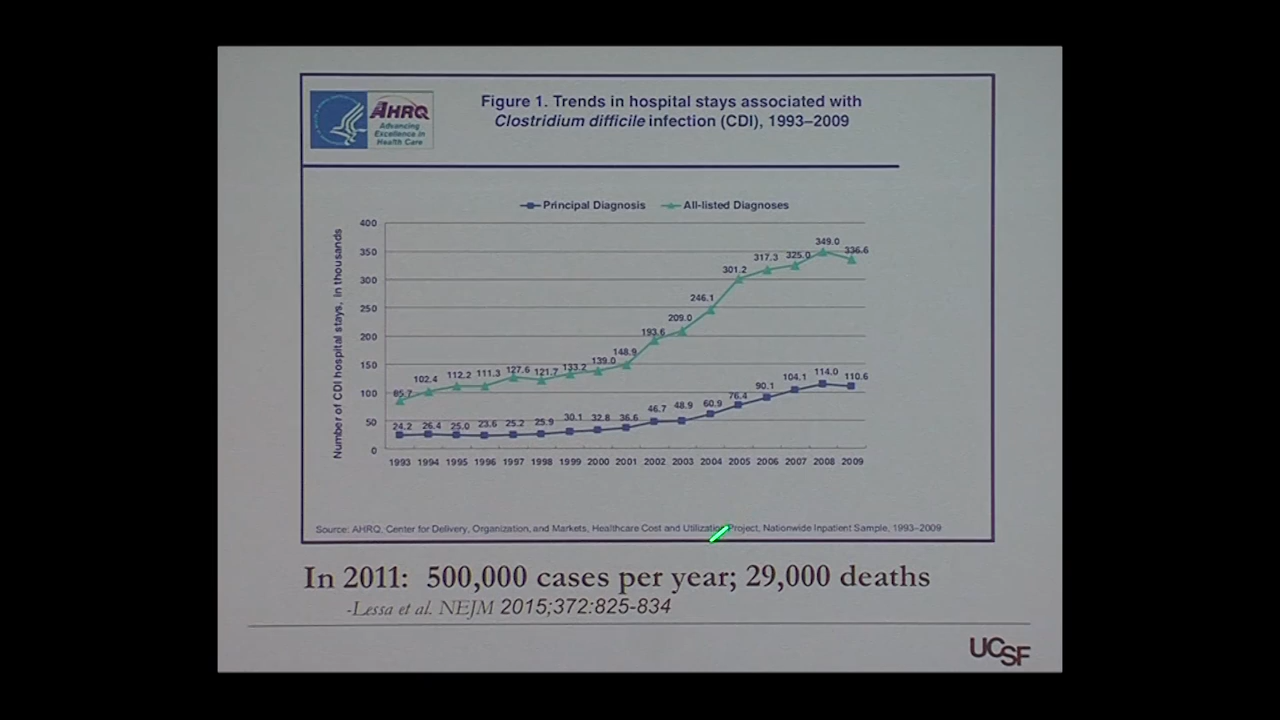 AHRQ
Advancing
Excellence in
Health Care
Figure 1. Trends in hospital stays associated with
Clostridium difficile infection (CDI), 1993–2009
Principal Diagnosis All-listed Diagnoses
Number of CDI hospital stays, in thousands
400
350
300
250
200
150
100
50
0
85.7 102.4 112.2 111.3 127.6 121.7 133.2 139.0 148.9 193.6 209.0 246.1 301.2 317.3 325.0 349.0 336.6
24.2 26.4 25.0 23.6 25.2 25.9 30.1 32.8 36.6 46.7 48.9 60.9 76.4 90.1 104.1 114.0 110.6
1993 1994 1995 1996 1997 1998 1999 2000 2001 2002 2003 2004 2005 2006 2007 2008 2009
Source: AHRQ, Center for Delivery, Organization, and Markets, Healthcare Cost and Utilization Project, Nationwide Inpatient Sample, 1993–2009
In 2011: 500,000 cases per year; 29,000 deaths
-Lessa et al. NEJM 2015;372:825-834
UCSF